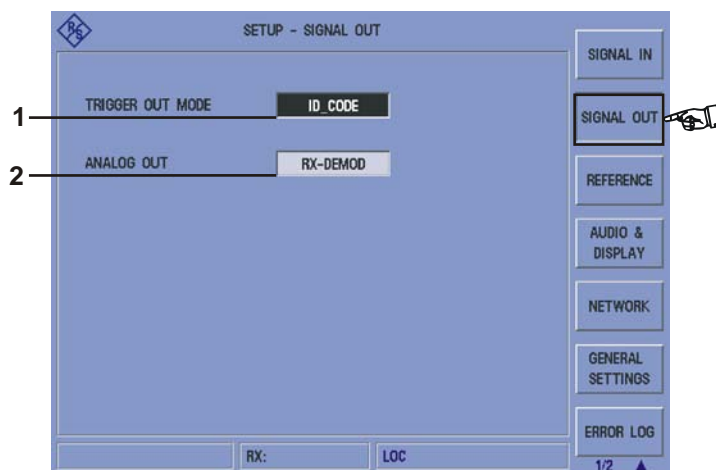 R&S
SETUP - SIGNAL OUT
1
TRIGGER OUT MODE ID_CODE
2
ANALOG OUT RX-DEMOD
SIGNAL IN
SIGNAL OUT
REFERENCE
AUDIO &
DISPLAY
NETWORK
GENERAL
SETTINGS
ERROR LOG
1/2
RX: LOC